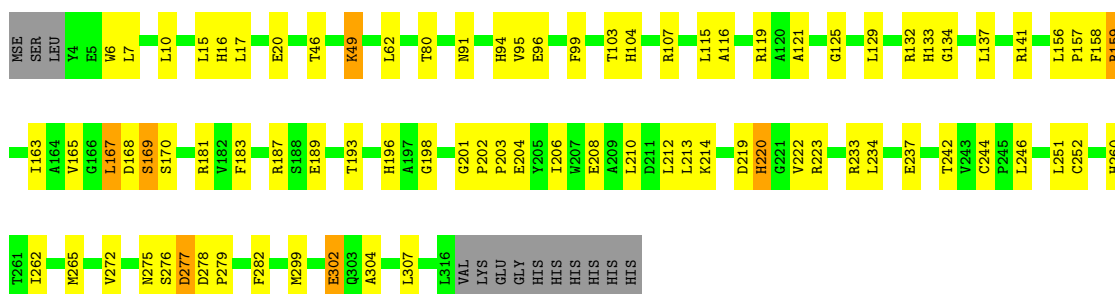 MSE SER LEU Y4 E5 W6 L7 L10 L15 H16 L17 E20 T46 K49 L62 T80 N91 H94 V95 E96 F99 T103 H104 R107 L115 A116 R119 A120 A121 G125 L129 R132 H133 G134 L137 R141 L156 P157 F158 R159
I163 A164 V165 G166 L167 D168 S169 S170 R181 V182 F183 R187 S188 E189 T193 H196 A197 G198 G201 P202 P203 E204 Y205 I206 W207 E208 A209 L210 D211 L212 L213 K214 D219 H220 G221 V222 R223 R233 L234 E237 T242 V243 C244 P245 L246 L251 C252 H260
T261 I262 M265 V272 N275 S276 D277 D278 P279 F282 M299 E302 Q303 A304 L307 L316 VAL LYS GLU GLY HIS HIS HIS HIS HIS HIS